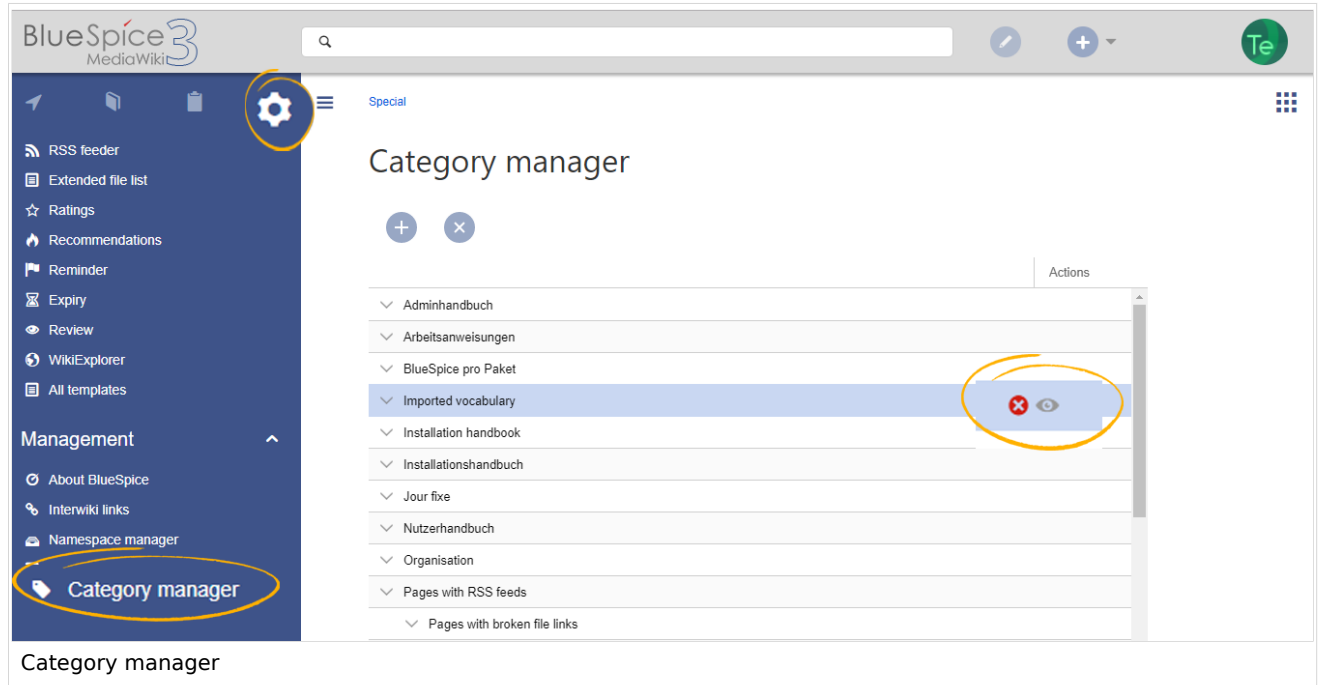 BlueSpice 3
MediaWiki
Te
Special
RSS feeder
Extended file list
Ratings
Recommendations
Reminder
Expiry
Review
WikiExplorer
All templates
Management
About BlueSpice
Interwiki links
Namespace manager
Category manager
Category manager
Actions
Adminhandbuch
Arbeitsanweisungen
BlueSpice pro Paket
Imported vocabulary
Installation handbook
Installationshandbuch
Jour fixe
Nutzerhandbuch
Organisation
Pages with RSS feeds
Pages with broken file links
Category manager